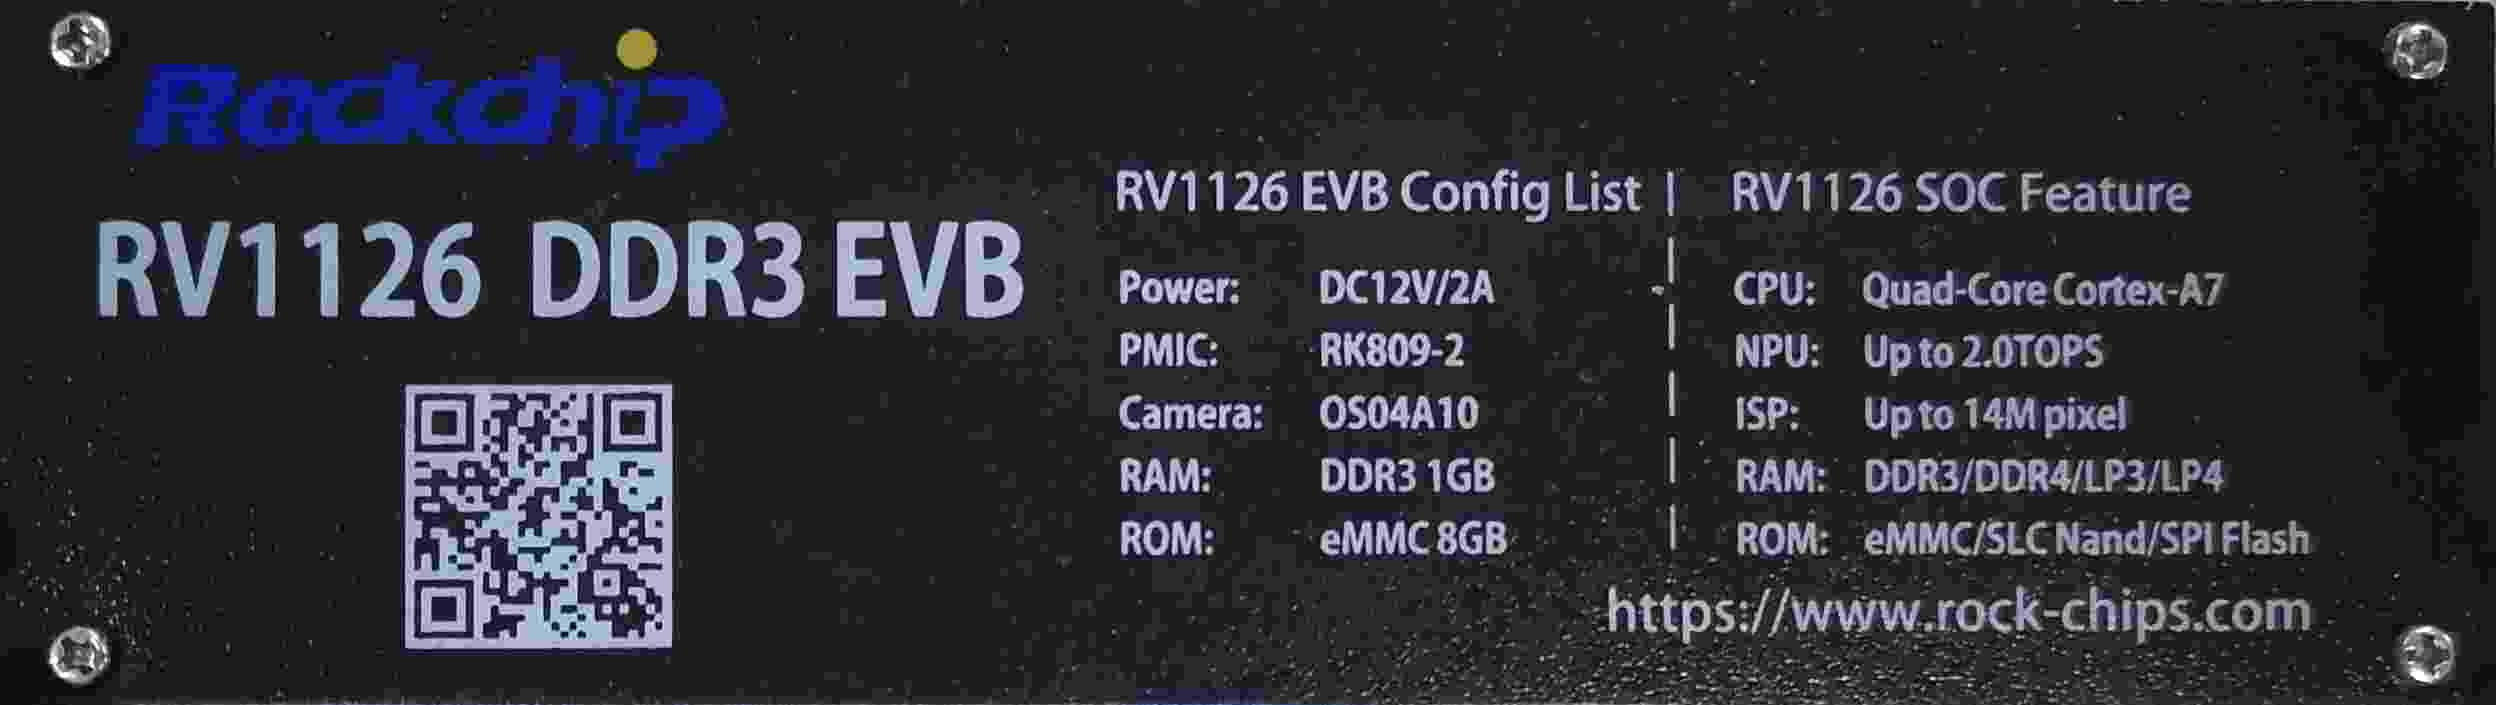 Rockchip
RV1126 DDR3 EVB
RV1126 EVB Config List
Power: DC12V/2A
PMIC: RK809-2
Camera: OS04A10
RAM: DDR3 1GB
ROM: eMMC 8GB
RV1126 SOC Feature
CPU: Quad-Core Cortex-A7
NPU: Up to 2.0TOPS
ISP: Up to 14M pixel
RAM: DDR3/DDR4/LP3/LP4
ROM: eMMC/SLC Nand/SPI Flash
https://www.rock-chips.com